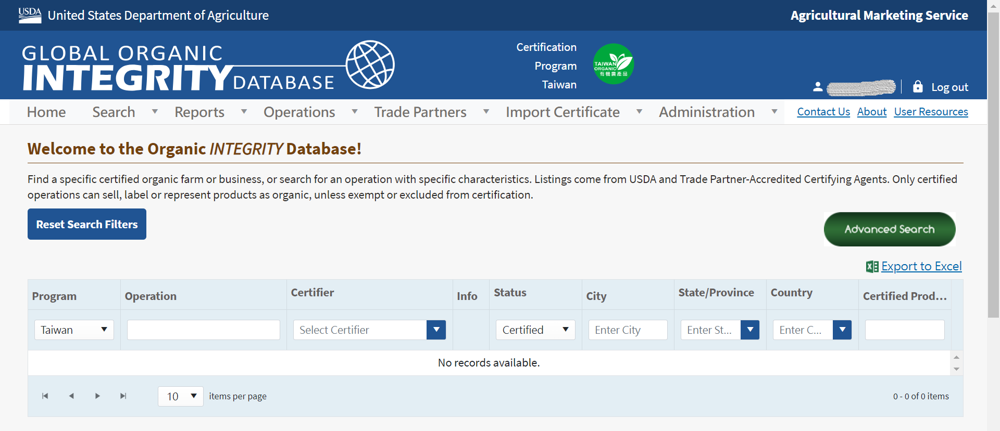 USDA United States Department of Agriculture
Agricultural Marketing Service
GLOBAL ORGANIC
INTEGRITY DATABASE
Certification
Program
Taiwan
TAIWAN
ORGANIC
有機農產品
Log out
Home Search Reports Operations Trade Partners Import Certificate Administration Contact Us About User Resources
Welcome to the Organic INTEGRITY Database!
Find a specific certified organic farm or business, or search for an operation with specific characteristics. Listings come from USDA and Trade Partner-Accredited Certifying Agents. Only certified
operations can sell, label or represent products as organic, unless exempt or excluded from certification.
Reset Search Filters
Advanced Search
Export to Excel
Program Operation Certifier Info Status City State/Province Country Certified Prod...
Taiwan Select Certifier Certified Enter City Enter St... Enter C...
No records available.
10 items per page 0 - 0 of 0 items